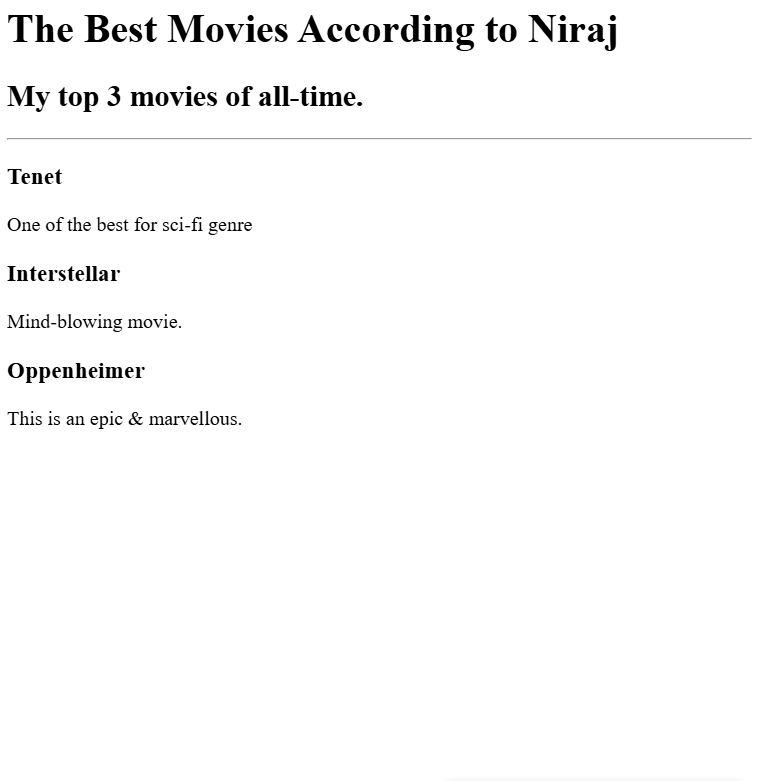 The Best Movies According to Niraj
My top 3 movies of all-time.
Tenet
One of the best for sci-fi genre
Interstellar
Mind-blowing movie.
Oppenheimer
This is an epic & marvellous.